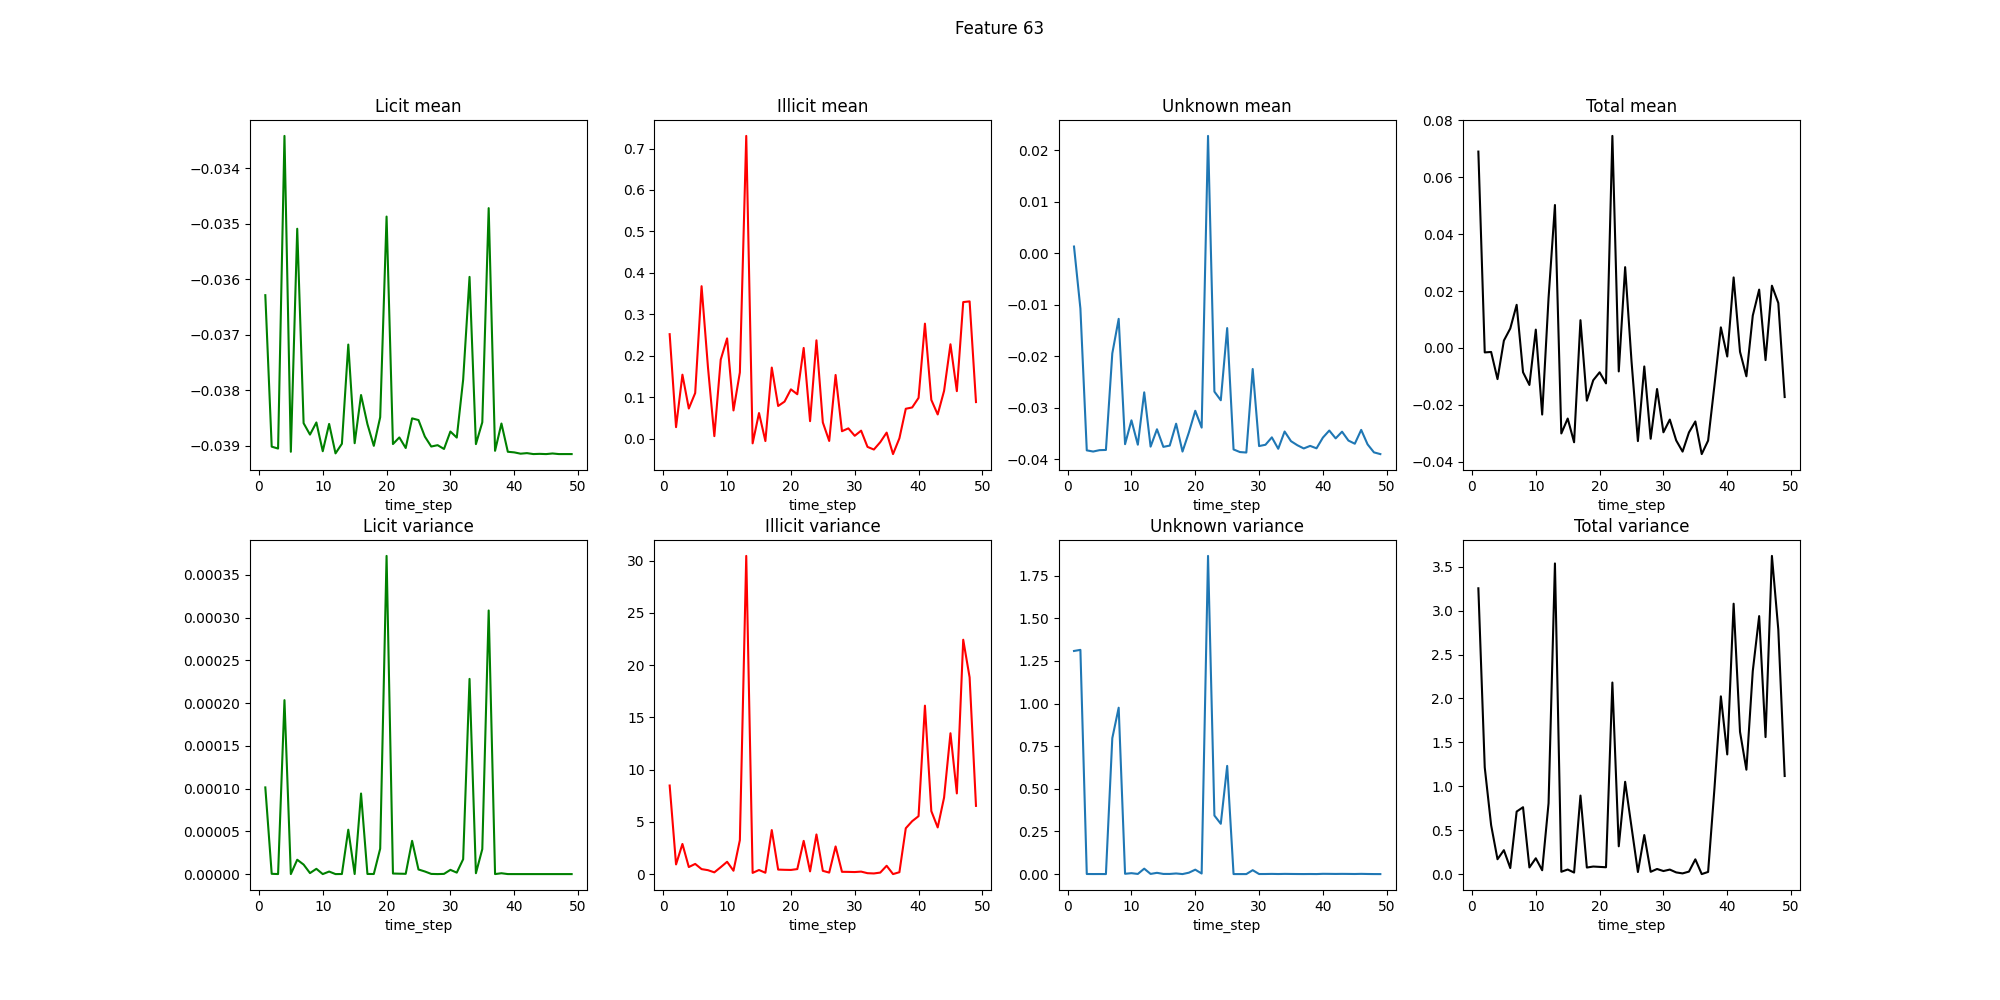 Feature 63
Licit mean
Illicit mean
Unknown mean
Total mean
−0.034
−0.035
−0.036
−0.037
−0.038
−0.039
0 10 20 30 40 50
time_step
0.7
0.6
0.5
0.4
0.3
0.2
0.1
0.0
0 10 20 30 40 50
time_step
0.02
0.01
0.00
−0.01
−0.02
−0.03
−0.04
0 10 20 30 40 50
time_step
0.08
0.06
0.04
0.02
0.00
−0.02
−0.04
0 10 20 30 40 50
time_step
Licit variance
Illicit variance
Unknown variance
Total variance
0.00035
0.00030
0.00025
0.00020
0.00015
0.00010
0.00005
0.00000
0 10 20 30 40 50
time_step
30
25
20
15
10
5
0
0 10 20 30 40 50
time_step
1.75
1.50
1.25
1.00
0.75
0.50
0.25
0.00
0 10 20 30 40 50
time_step
3.5
3.0
2.5
2.0
1.5
1.0
0.5
0.0
0 10 20 30 40 50
time_step